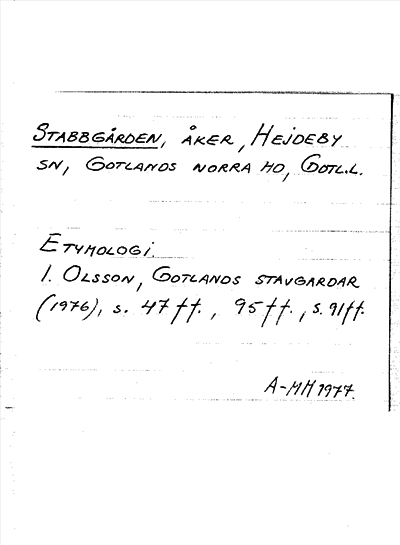 STABBGÅRDEN, ÅKER, HEJDEBY
SN, GOTLANDS NORRA HD, GOTL.L.
ETYMOLOGI
I. OLSSON, GOTLANDS STAVGARDAR
(1976), s. 47 ff., 95 ff., s. 91 ff.
A-MH 1977.